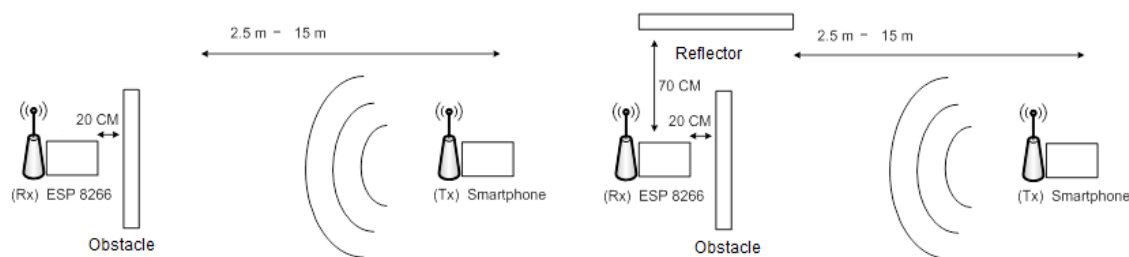 2.5 m – 15 m
20 CM
(Rx) ESP 8266
(Tx) Smartphone
Obstacle
Reflector
2.5 m – 15 m
70 CM
20 CM
(Rx) ESP 8266
(Tx) Smartphone
Obstacle